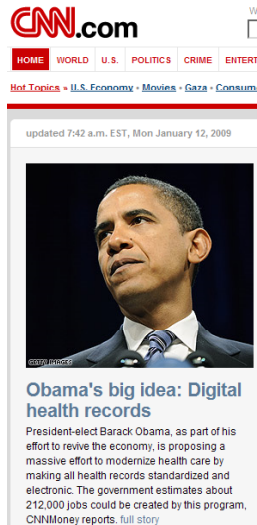 CNN.com
W
HOME WORLD U.S. POLITICS CRIME ENTERT
Hot Topics » U.S. Economy • Movies • Gaza • Consum
updated 7:42 a.m. EST, Mon January 12, 2009
GETTY IMAGES
Obama's big idea: Digital
health records
President-elect Barack Obama, as part of his
effort to revive the economy, is proposing a
massive effort to modernize health care by
making all health records standardized and
electronic. The government estimates about
212,000 jobs could be created by this program,
CNNMoney reports. full story